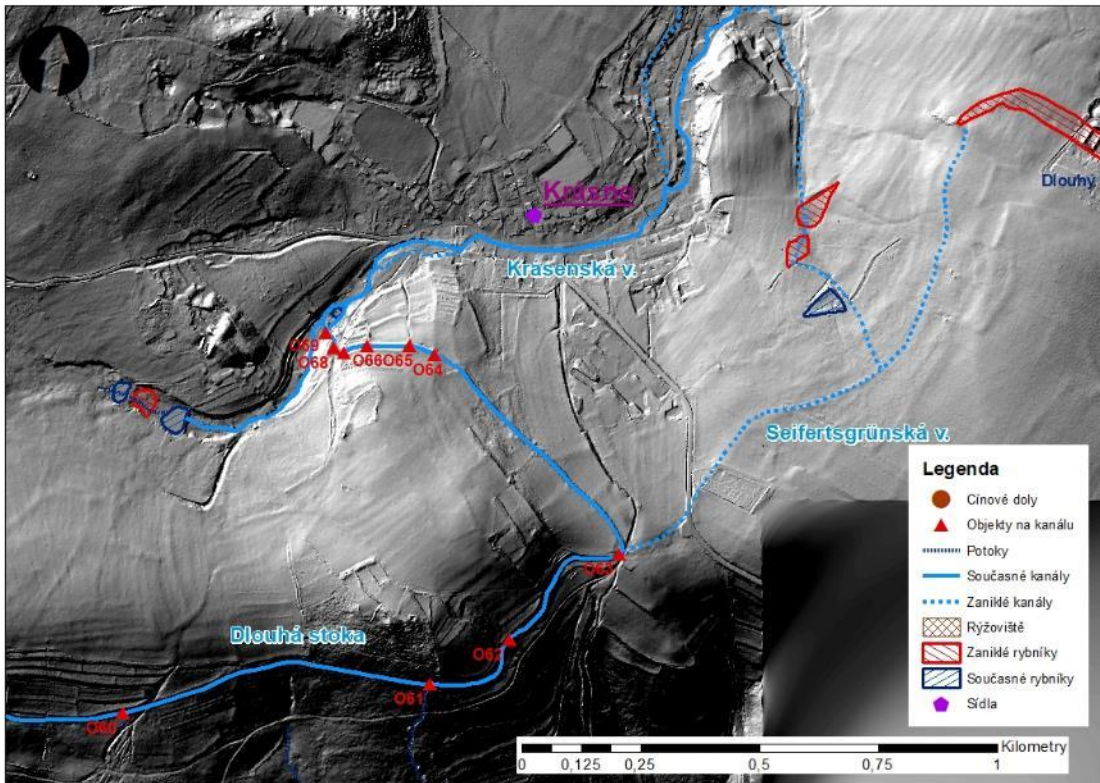 Krásno
Dlouhý
Krásenská v.
O69
O68
O66
O65
O64
Seifertsgrünská v.
O63
Dlouhá stoka
O62
O61
O60
Legenda
Cínové doly
Objekty na kanálu
Potoky
Současné kanály
Zaniklé kanály
Rýžoviště
Zaniklé rybníky
Současné rybníky
Sídla
Kilometry
0 0,125 0,25 0,5 0,75 1